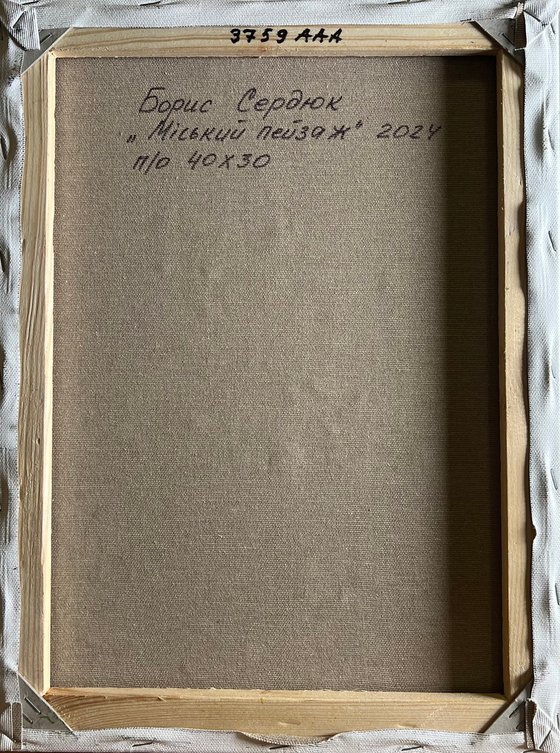 3759 AAA
Борис Сердюк
„Міський пейзаж" 2024
п/о 40х30